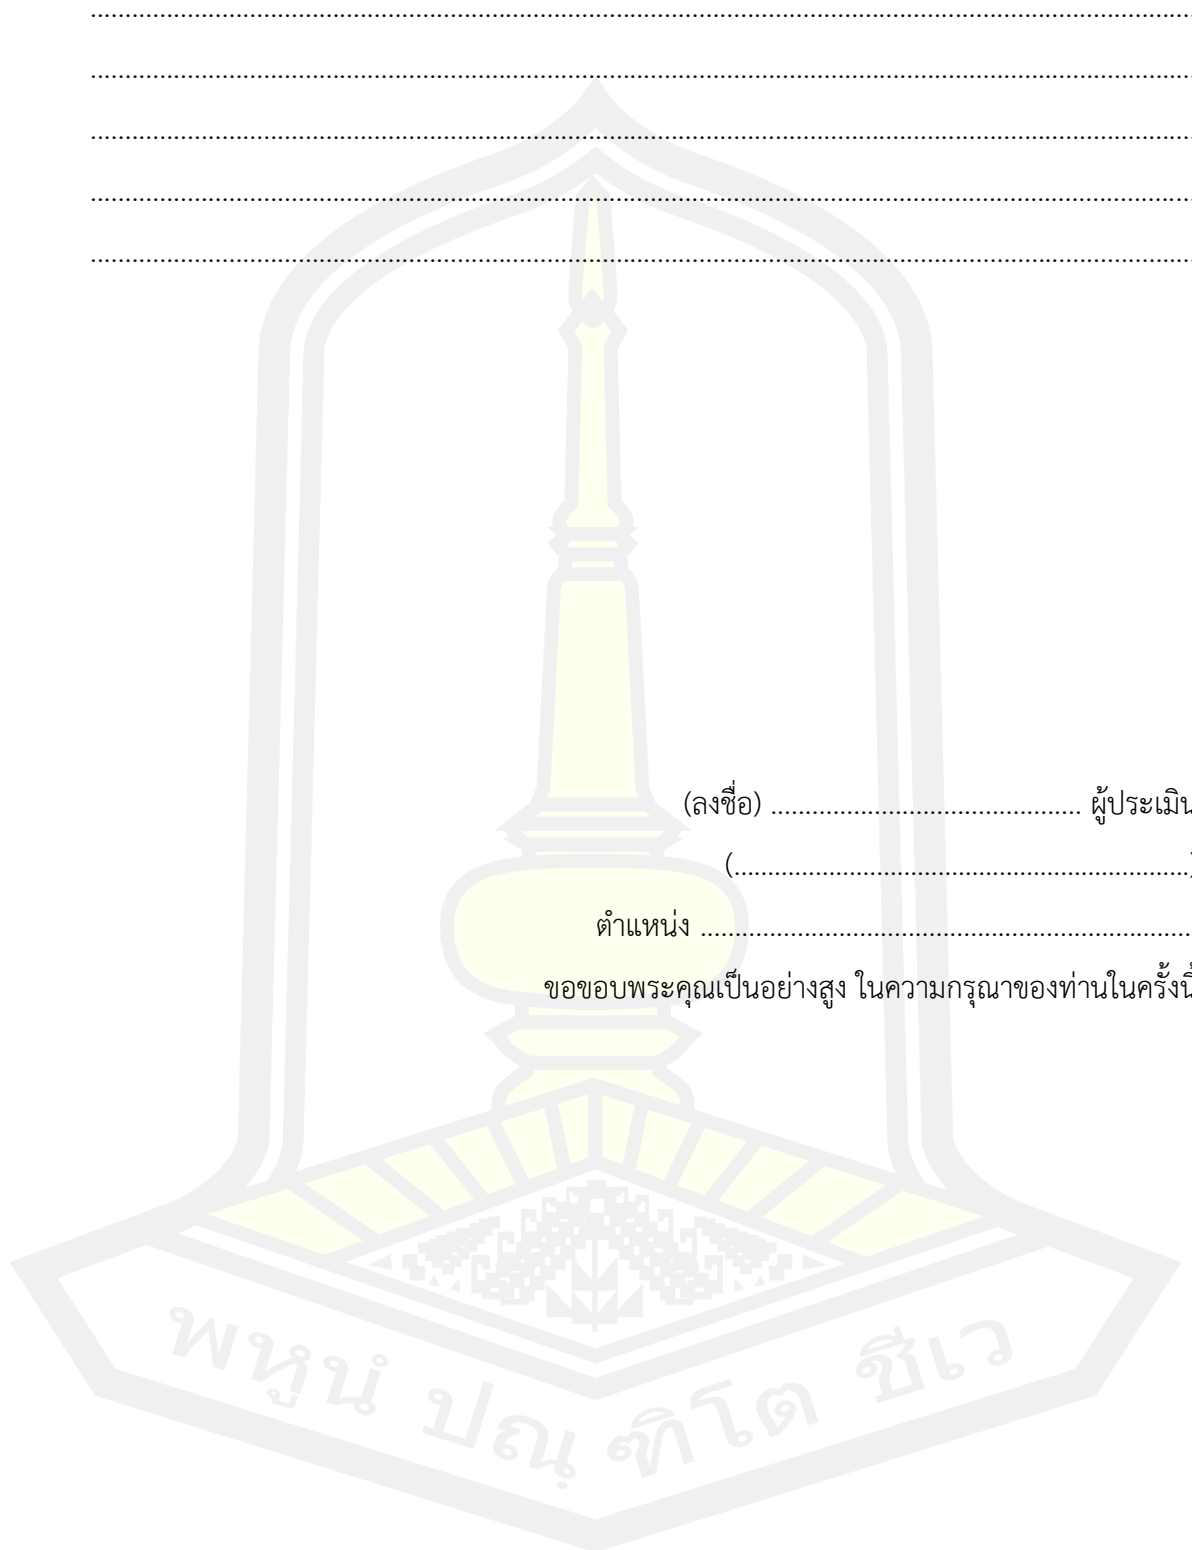 ................................................................................................................................................
................................................................................................................................................
................................................................................................................................................
................................................................................................................................................
................................................................................................................................................
(ลงชื่อ) ............................................. ผู้ประเมิน
(..................................................................)
ตำแหน่ง .......................................................................
ขอขอบพระคุณเป็นอย่างสูง ในความกรุณาของท่านในครั้งนี้
พหูนํ ปณฺฑิโต ชีเว